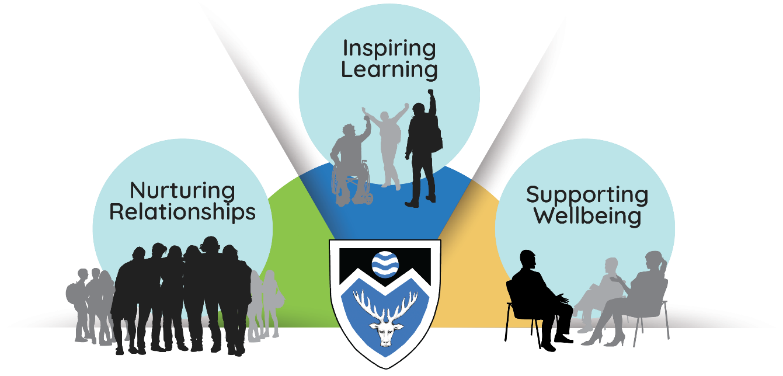 Inspiring
Learning
Nurturing
Relationships
Supporting
Wellbeing